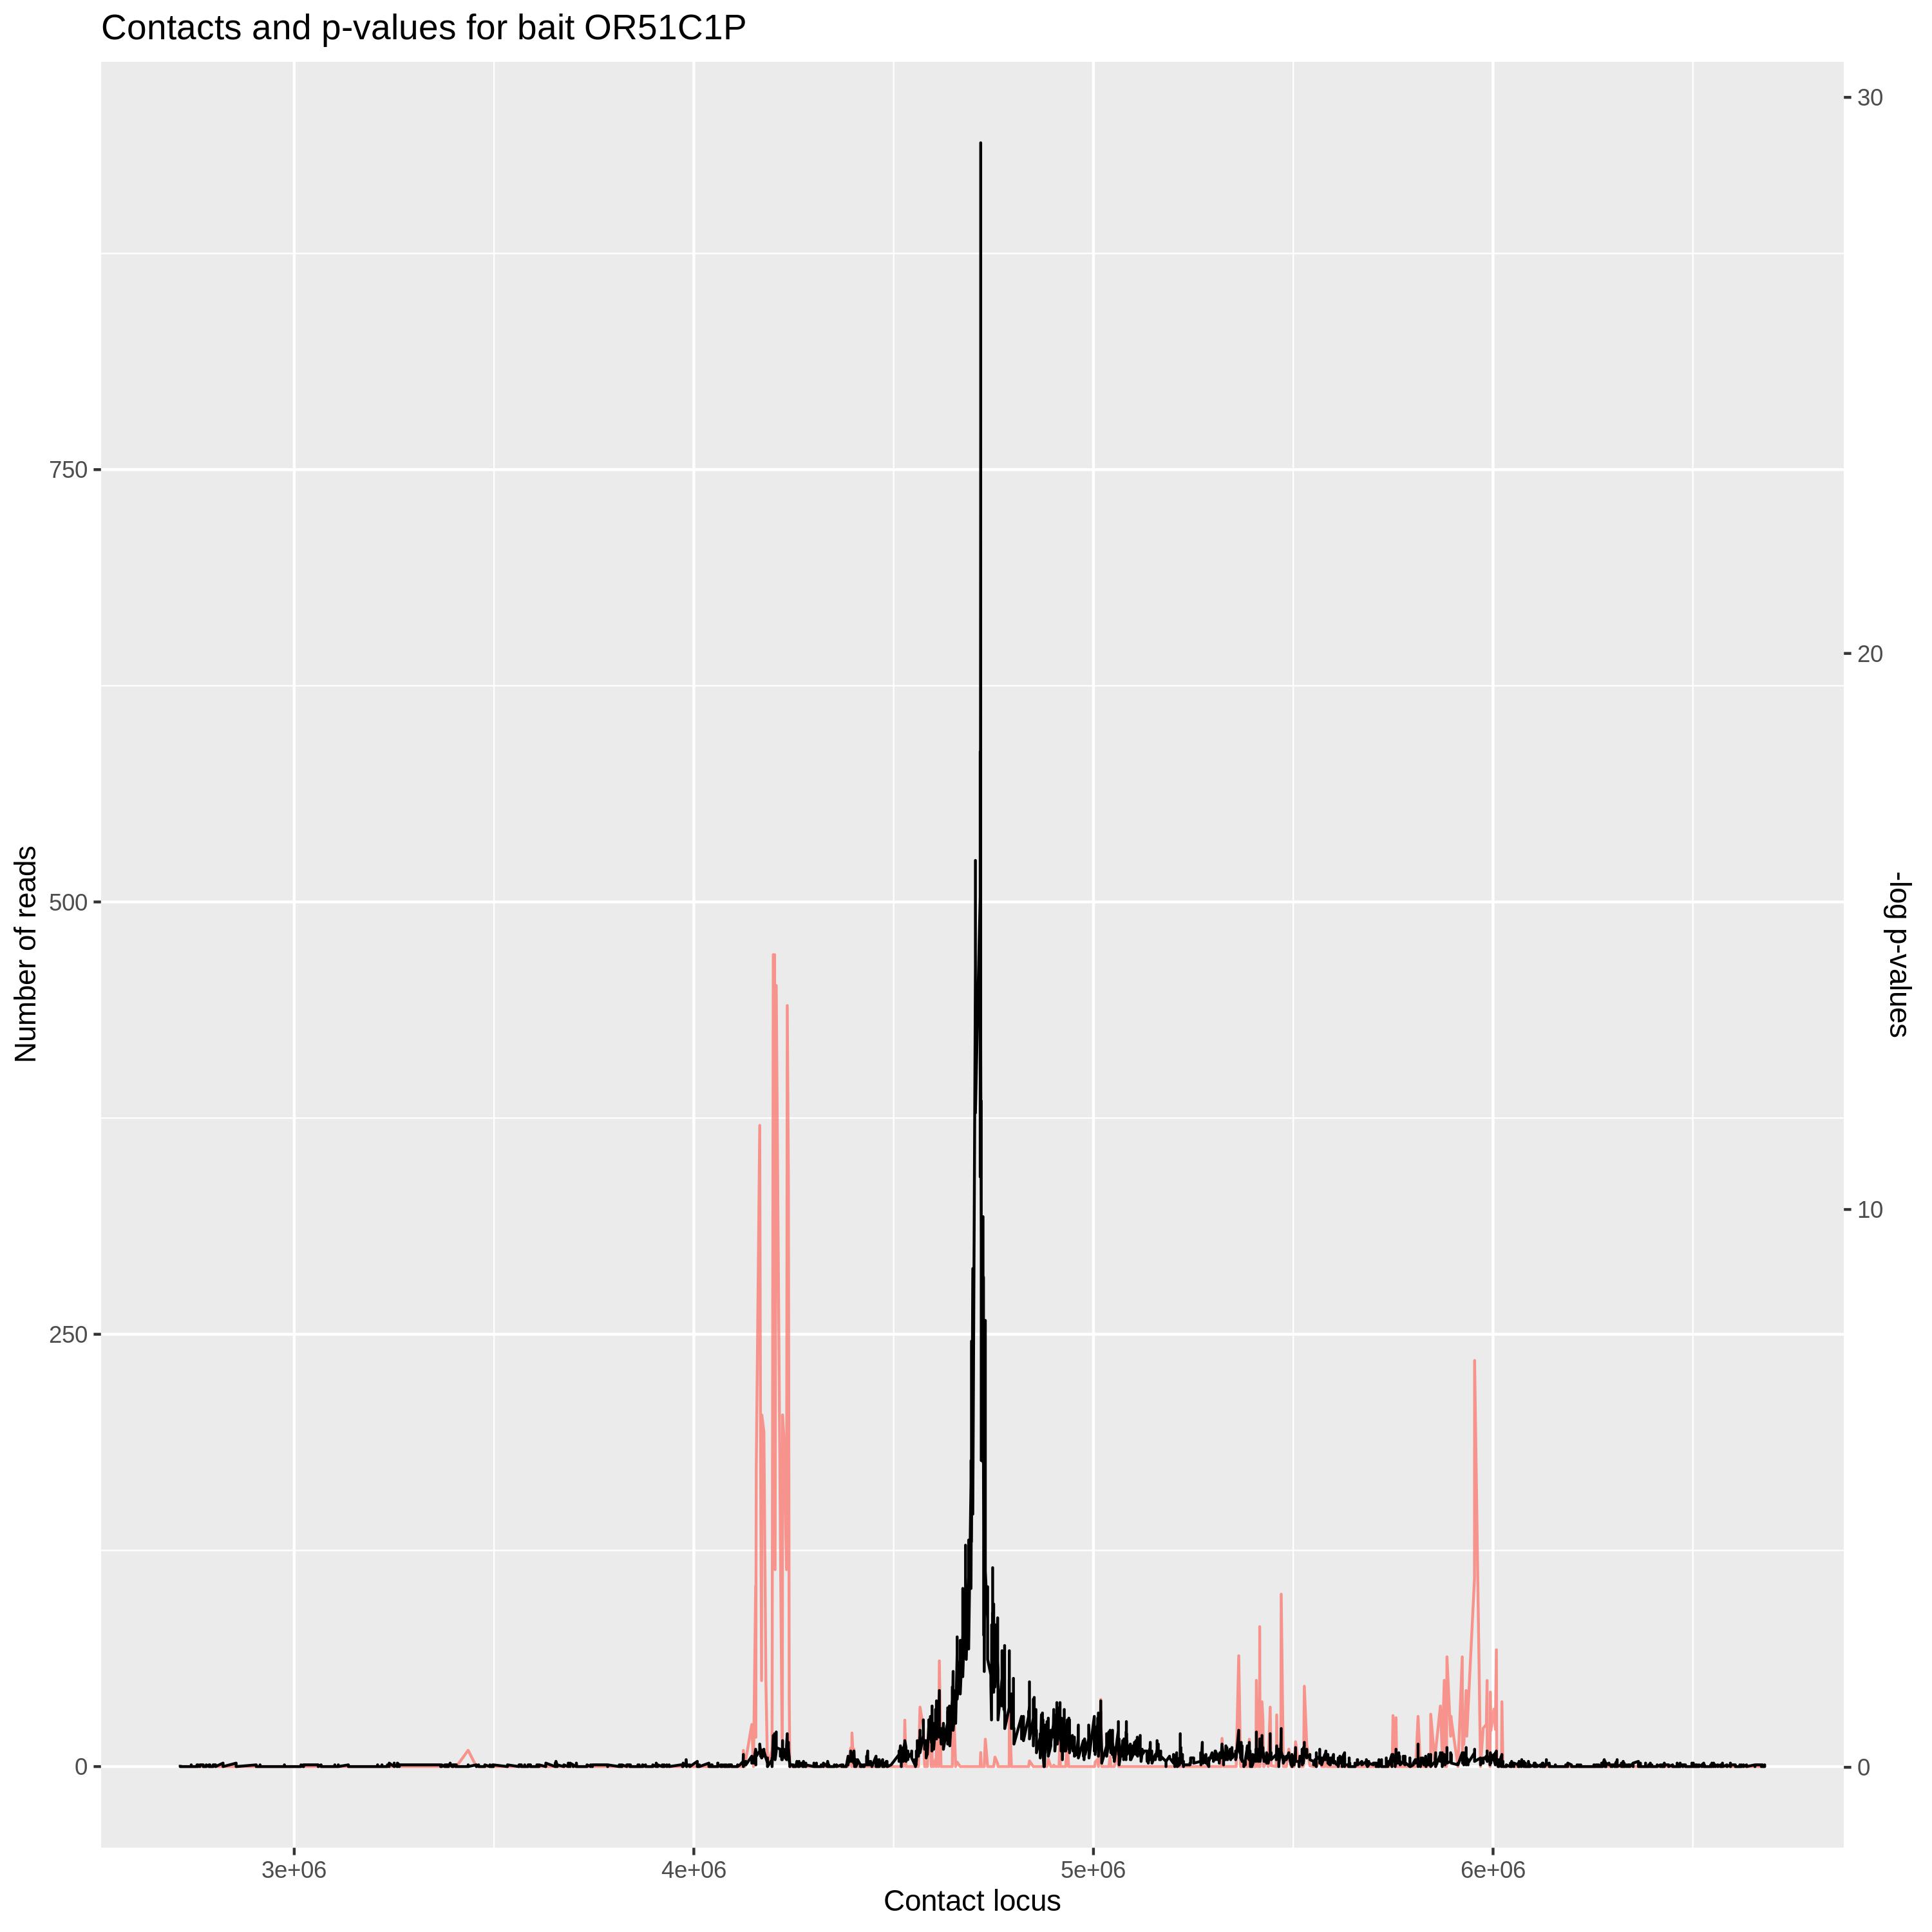 Contacts and p-values for bait OR51C1P
Number of reads
750
500
250
0
30
20
10
0
-log p-values
3e+06
4e+06
5e+06
6e+06
Contact locus